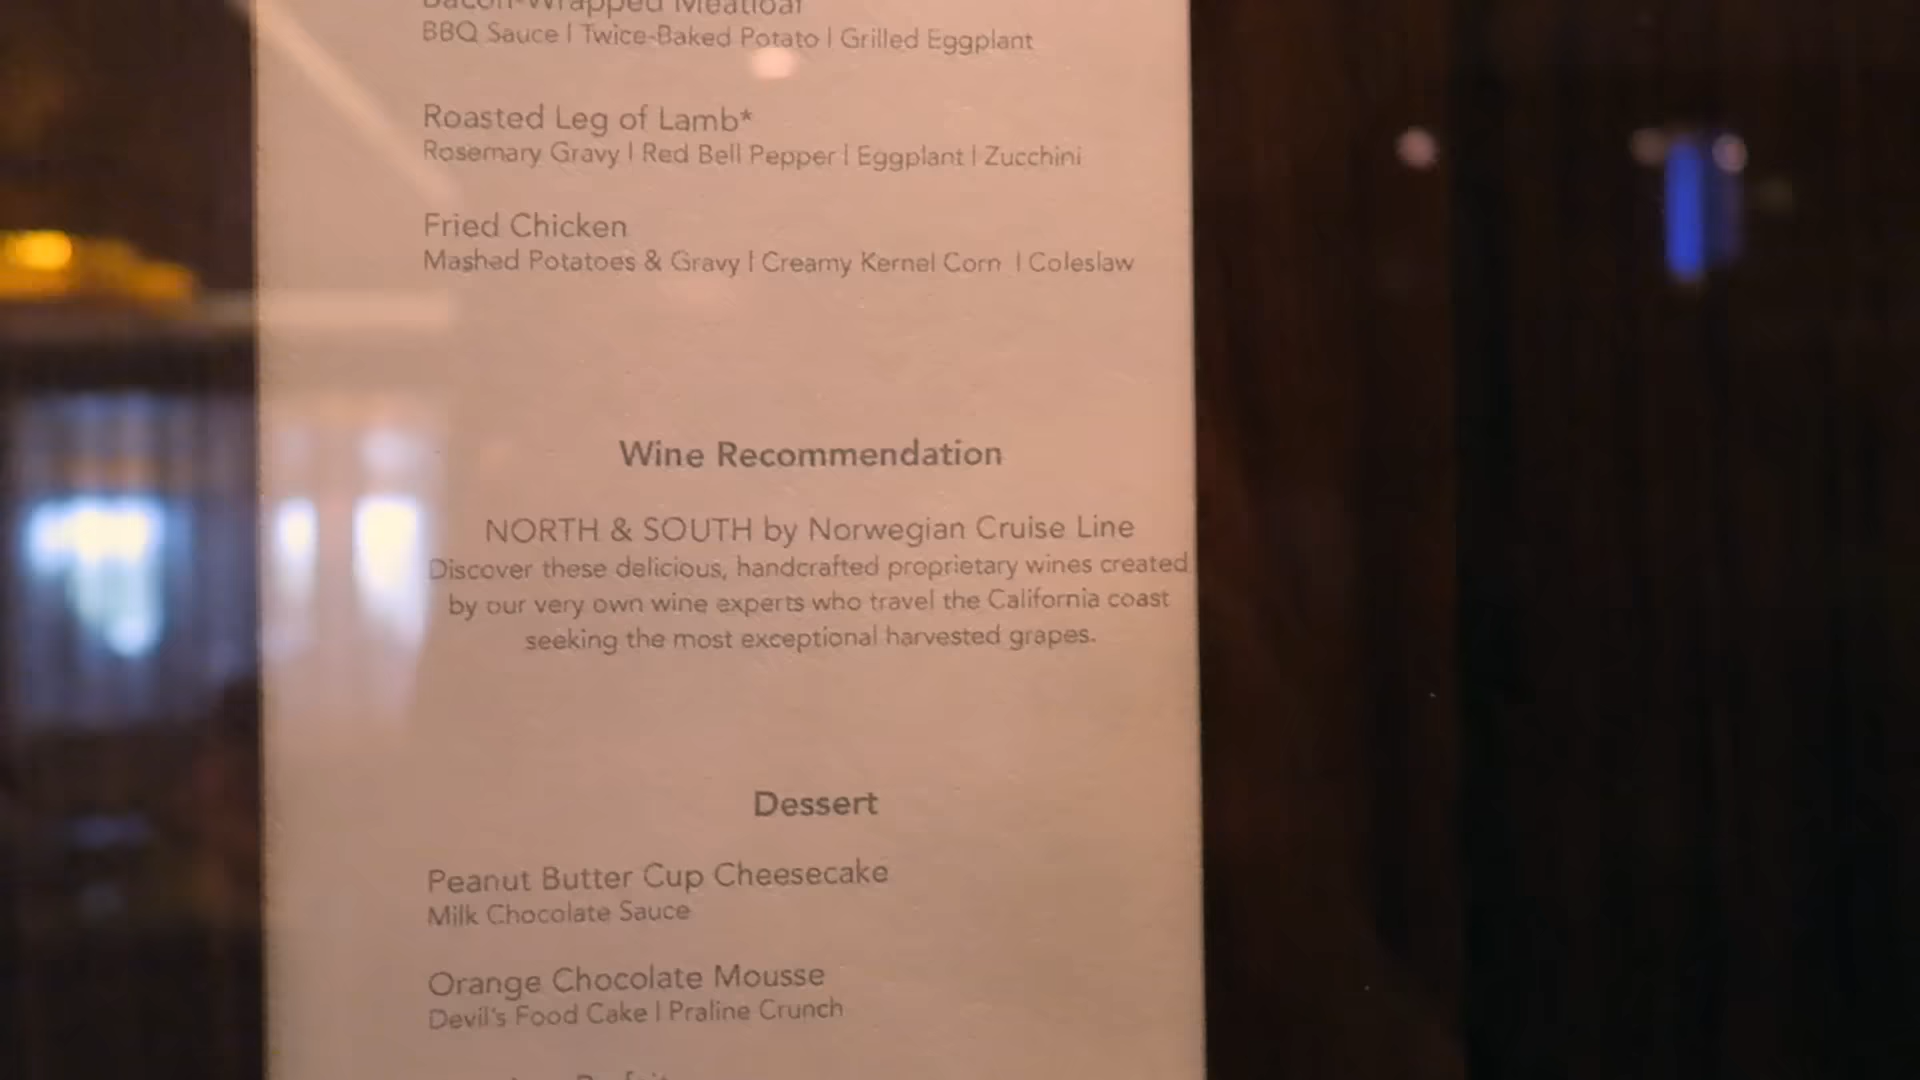 Bacon-Wrapped Meatloaf
BBQ Sauce | Twice-Baked Potato | Grilled Eggplant
Roasted Leg of Lamb*
Rosemary Gravy | Red Bell Pepper | Eggplant | Zucchini
Fried Chicken
Mashed Potatoes & Gravy | Creamy Kernel Corn | Coleslaw
Wine Recommendation
NORTH & SOUTH by Norwegian Cruise Line
Discover these delicious, handcrafted proprietary wines created
by our very own wine experts who travel the California coast
seeking the most exceptional harvested grapes.
Dessert
Peanut Butter Cup Cheesecake
Milk Chocolate Sauce
Orange Chocolate Mousse
Devil's Food Cake | Praline Crunch